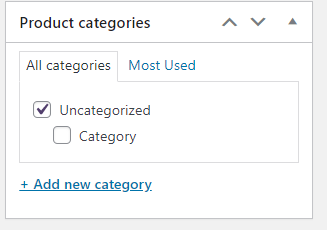 Product categories
All categories Most Used
Uncategorized
Category
+ Add new category